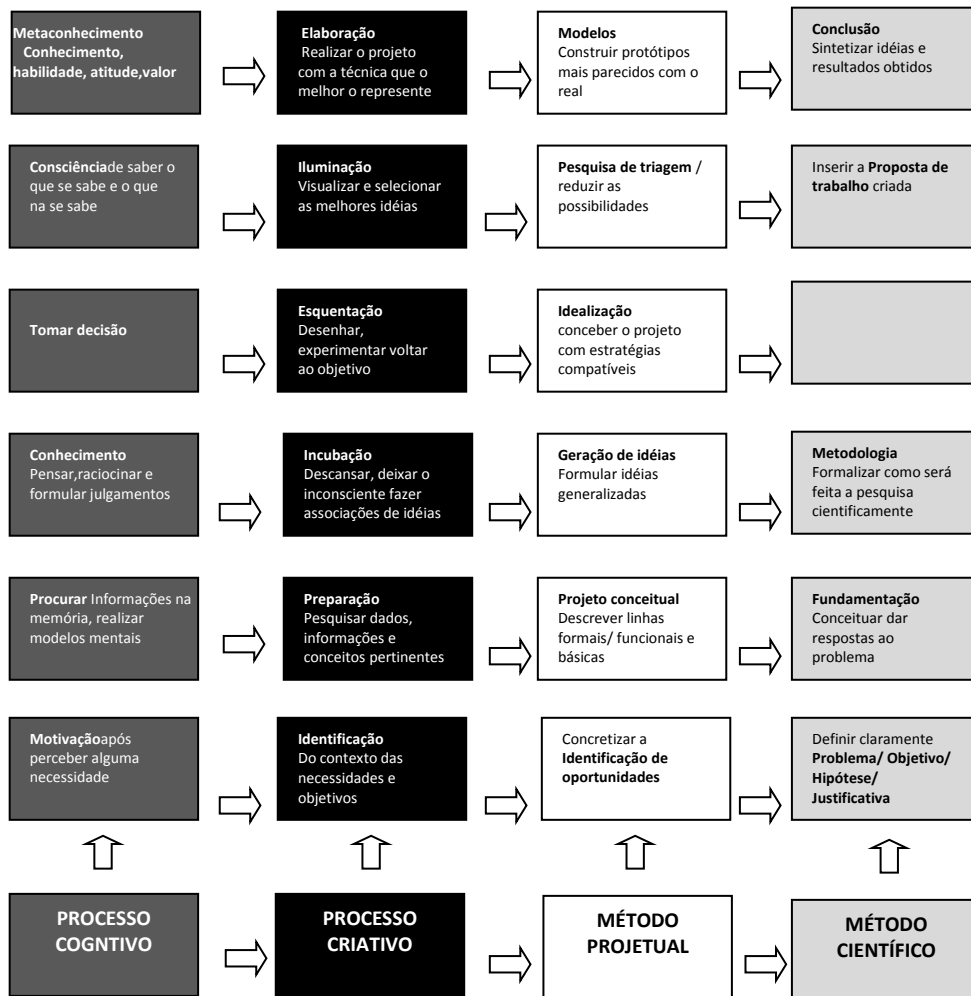 Metaconhecimento
Conhecimento,
habilidade, atitude,valor
Elaboração
Realizar o projeto
com a técnica que o
melhor o represente
Modelos
Construir protótipos
mais parecidos com o
real
Conclusão
Sintetizar idéias e
resultados obtidos
Consciênciade saber o
que se sabe e o que
na se sabe
Iluminação
Visualizar e selecionar
as melhores idéias
Pesquisa de triagem /
reduzir as
possibilidades
Inserir a Proposta de
trabalho criada
Tomar decisão
Esquentação
Desenhar,
experimentar voltar
ao objetivo
Idealização
conceber o projeto
com estratégias
compatíveis
Conhecimento
Pensar,raciocinar e
formular julgamentos
Incubação
Descansar, deixar o
inconsciente fazer
associações de idéias
Geração de idéias
Formular idéias
generalizadas
Metodologia
Formalizar como será
feita a pesquisa
cientificamente
Procurar Informações na
memória, realizar
modelos mentais
Preparação
Pesquisar dados,
informações e
conceitos pertinentes
Projeto conceitual
Descrever linhas
formais/ funcionais e
básicas
Fundamentação
Conceituar dar
respostas ao
problema
Motivaçãoapós
perceber alguma
necessidade
Identificação
Do contexto das
necessidades e
objetivos
Concretizar a
Identificação de
oportunidades
Definir claramente
Problema/ Objetivo/
Hipótese/
Justificativa
PROCESSO
COGNTIVO
PROCESSO
CRIATIVO
MÉTODO
PROJETUAL
MÉTODO
CIENTÍFICO